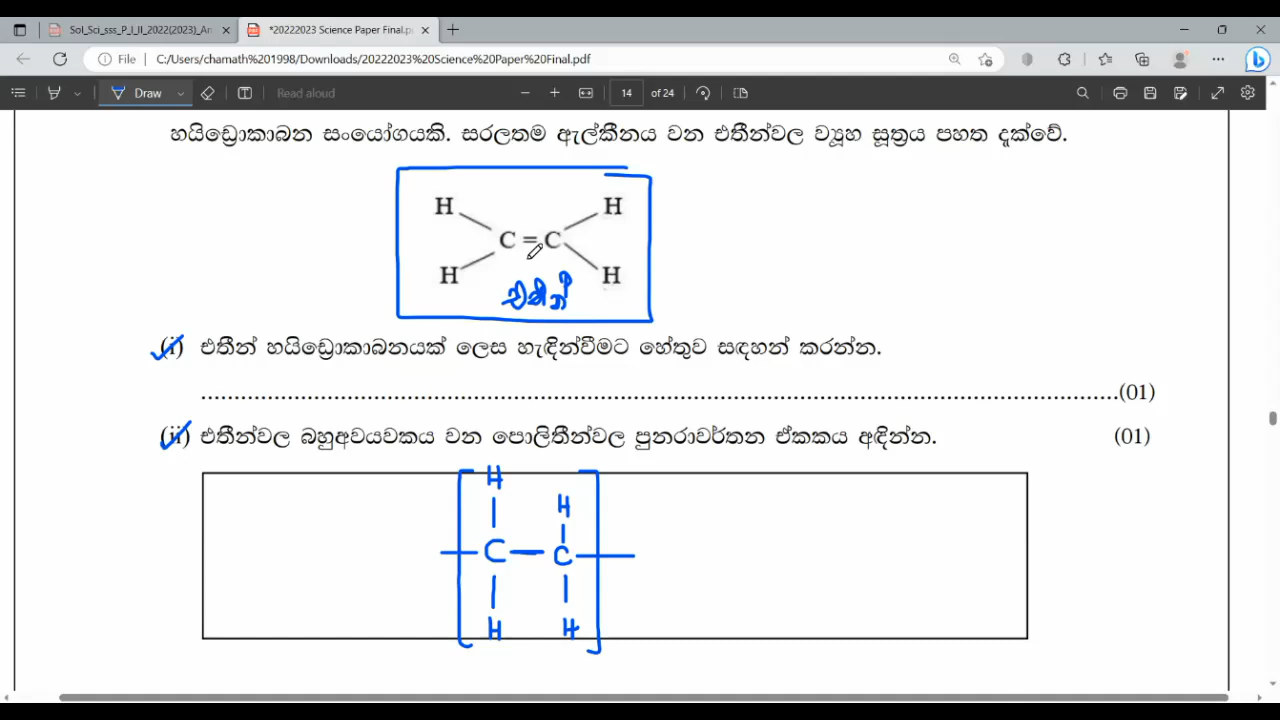 Sol_Sci_sss_P_I_II_2022(2023)_An
*20222023 Science Paper Final.p
File C:/Users/chamath%201998/Downloads/20222023%20Science%20Paper%20Final.pdf
Draw Read aloud 14 of 24
හයිඩ්‍රොකාබන සංයෝගයකි. සරලතම ඇල්කීනය වන එතීන්වල ව්‍යූහ සූත්‍රය පහත දැක්වේ.
H H
C = C
H H
එතීන්
(i) එතීන් හයිඩ්‍රොකාබනයක් ලෙස හැඳින්වීමට හේතුව සඳහන් කරන්න.
(01)
(ii) එතීන්වල බහුඅවයවකය වන පොලිතීන්වල පුනරාවර්තන ඒකකය අඳින්න. (01)
H H
C C
H H